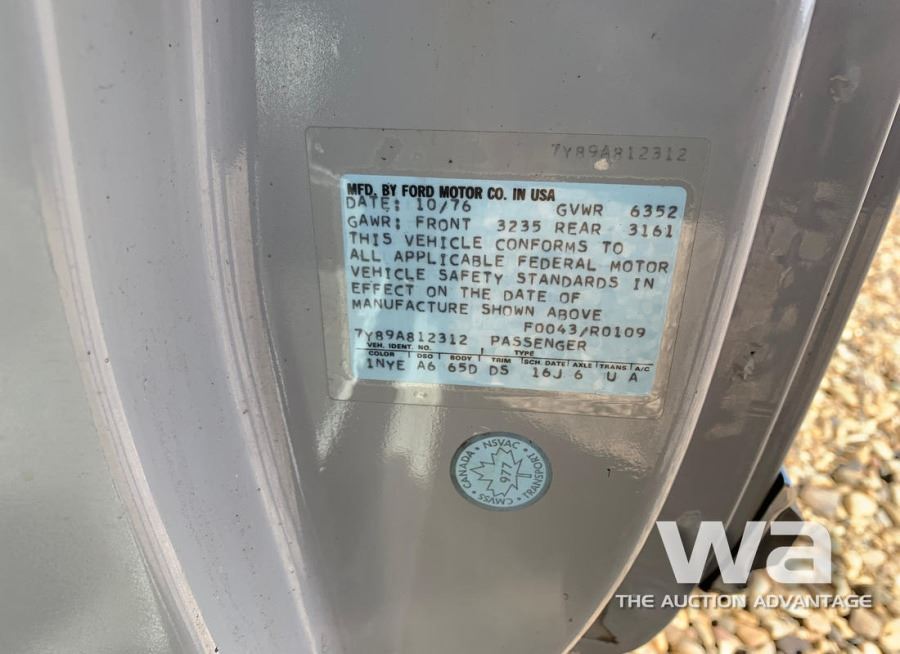 7Y89A812312
MFD. BY FORD MOTOR CO. IN USA
DATE: 10/76 GVWR 6352
GAWR: FRONT 3235 REAR 3161
THIS VEHICLE CONFORMS TO
ALL APPLICABLE FEDERAL MOTOR
VEHICLE SAFETY STANDARDS IN
EFFECT ON THE DATE OF
MANUFACTURE SHOWN ABOVE
F0043/R0109
7Y89A812312 PASSENGER
VEH. IDENT. NO. TYPE
COLOR DSO BODY TRIM SCH. DATE AXLE TRANS A/C
1NYE A6 65D DS 16J 6 U A
CANADA • NSVAC
977
CMVSS TRANSPORT
wa
THE AUCTION ADVANTAGE